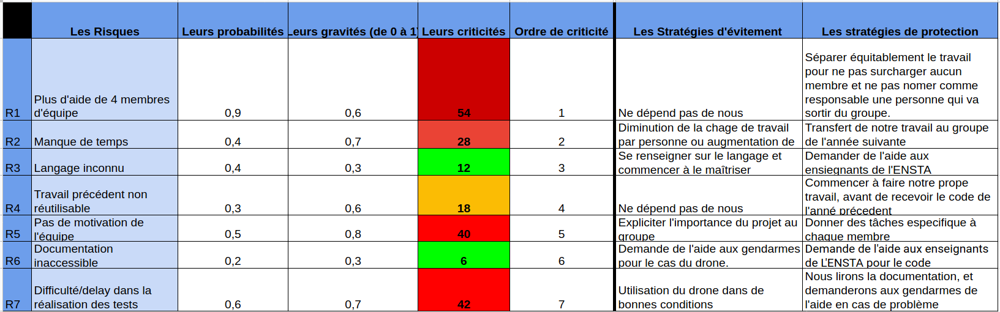 Les Risques
Leurs probabilités
Leurs gravités (de 0 à 1)
Leurs criticités
Ordre de criticité
Les Stratégies d'évitement
Les stratégies de protection
R1
Plus d'aide de 4 membres
d'équipe
0,9
0,6
54
1
Ne dépend pas de nous
Séparer équitablement le travail
pour ne pas surcharger aucun
membre et ne pas nomer comme
responsable une personne qui va
sortir du groupe.
R2
Manque de temps
0,4
0,7
28
2
Diminution de la chage de travail
par personne ou augmentation de
Transfert de notre travail au groupe
de l'année suivante
R3
Langage inconnu
0,4
0,3
12
3
Se renseigner sur le langage et
commencer à le maîtriser
Demander de l'aide aux
ensiegnants de l'ENSTA
R4
Travail précédent non
réutilisable
0,3
0,6
18
4
Ne dépend pas de nous
Commencer à faire notre prope
travail, avant de recevoir le code de
l'anné précedent
R5
Pas de motivation de
l'équipe
0,5
0,8
40
5
Expliciter l'importance du projet au
groupe
Donner des tâches especifique à
chaque membre
R6
Documentation
inaccessible
0,2
0,3
6
6
Demande de l'aide aux gendarmes
pour le cas du drone.
Demande de l'aide aux enseignants
de L'ENSTA pour le code
R7
Difficulté/delay dans la
réalisation des tests
0,6
0,7
42
7
Utilisation du drone dans de
bonnes conditions
Nous lirons la documentation, et
demanderons aux gendarmes de
l'aide en cas de problème